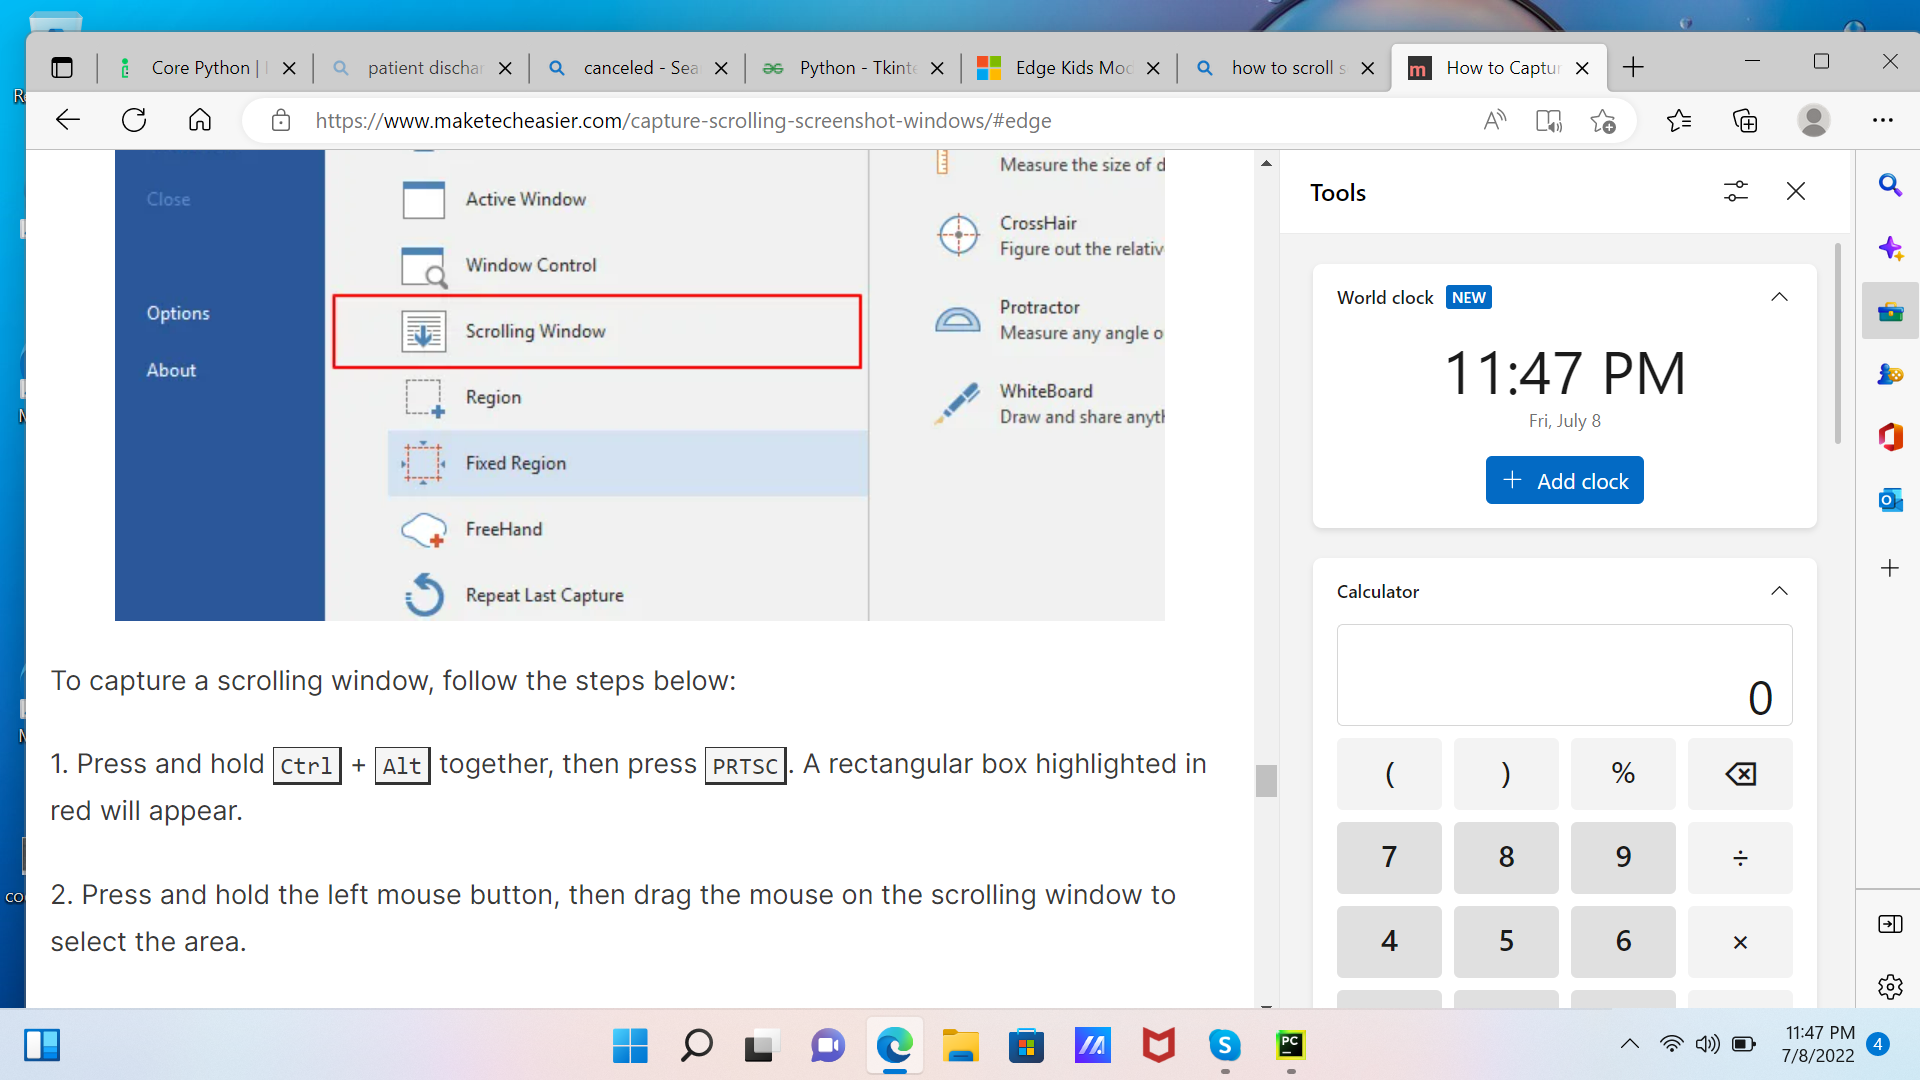 Core Python |
patient dischar
canceled - Sea
Python - Tkinte
Edge Kids Mod
how to scroll s
How to Captur
https://www.maketecheasier.com/capture-scrolling-screenshot-windows/#edge
Close
Options
About
Active Window
Window Control
Scrolling Window
Region
Fixed Region
FreeHand
Repeat Last Capture
Measure the size of d
CrossHair
Figure out the relativ
Protractor
Measure any angle o
WhiteBoard
Draw and share anyth
To capture a scrolling window, follow the steps below:
1. Press and hold Ctrl + Alt together, then press PRTSC. A rectangular box highlighted in
red will appear.
2. Press and hold the left mouse button, then drag the mouse on the scrolling window to
select the area.
Tools
World clock NEW
11:47 PM
Fri, July 8
+ Add clock
Calculator
0
( ) %
7 8 9 ÷
4 5 6 ×
11:47 PM
7/8/2022
4